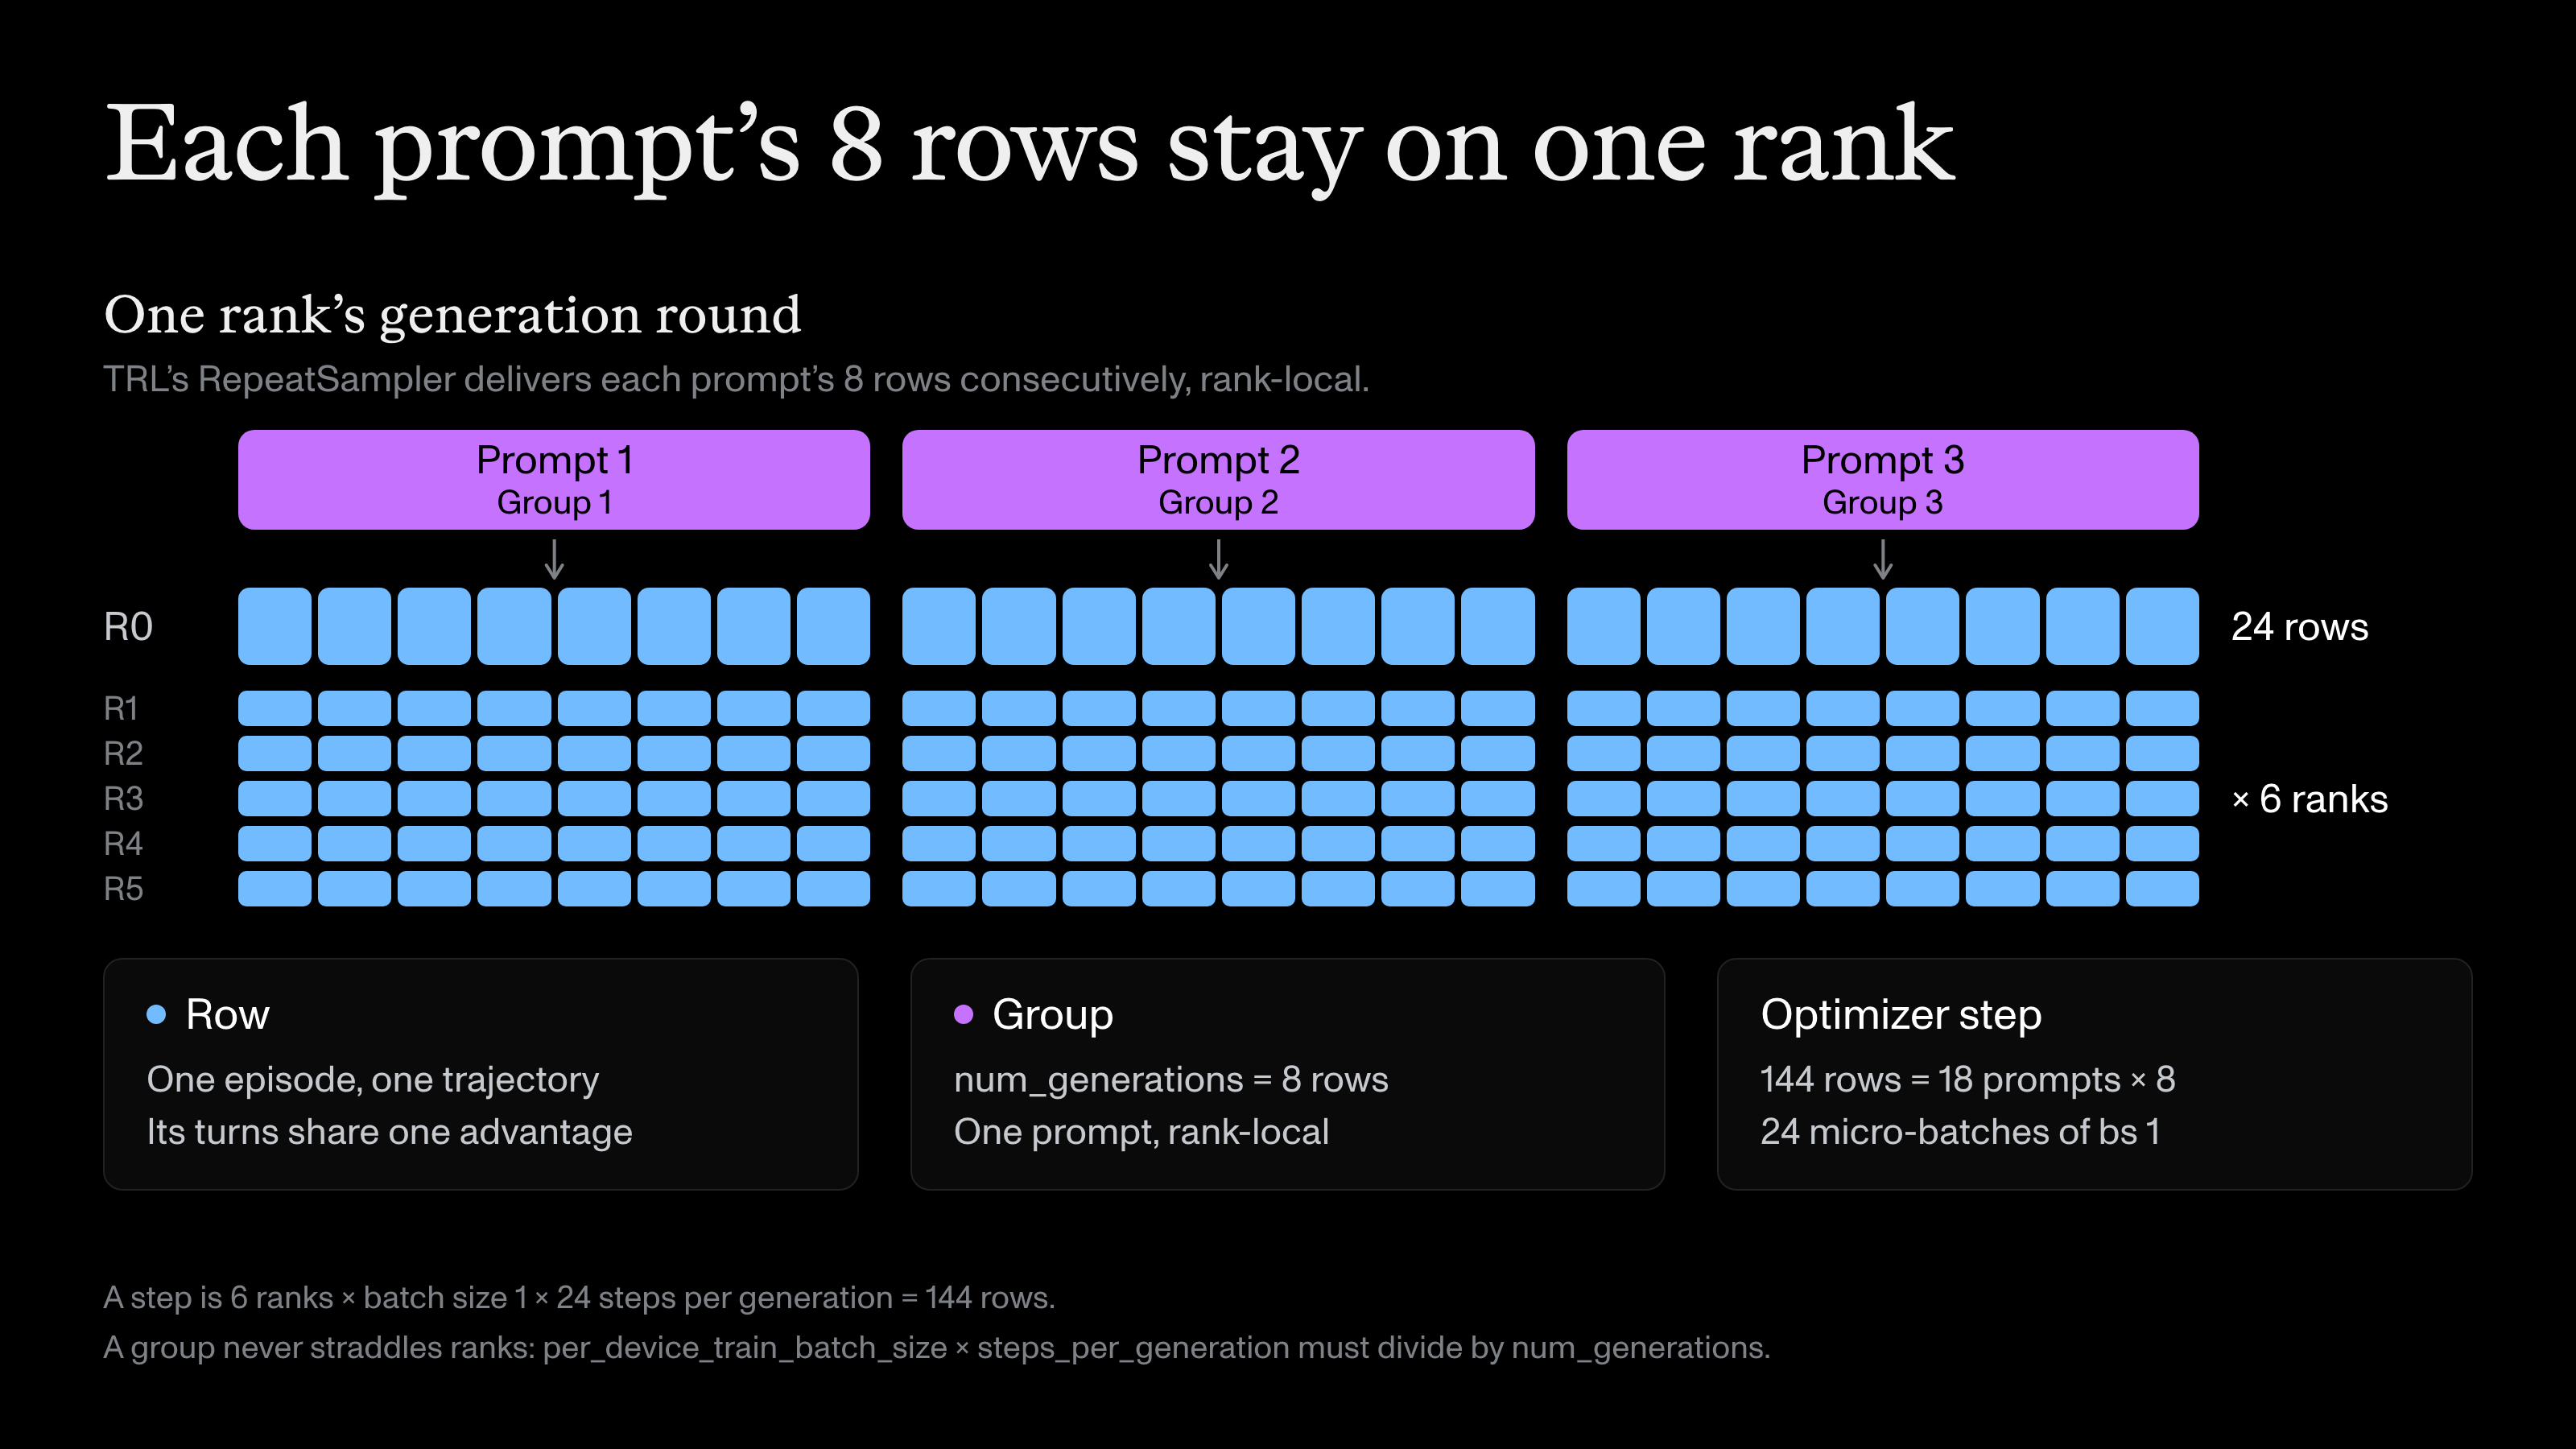 Each prompt’s 8 rows stay on one rank
One rank’s generation round
TRL’s RepeatSampler delivers each prompt’s 8 rows consecutively, rank-local.
Prompt 1
Group 1
Prompt 2
Group 2
Prompt 3
Group 3
R0
24 rows
R1
R2
R3
× 6 ranks
R4
R5
Row
One episode, one trajectory
Its turns share one advantage
Group
num_generations = 8 rows
One prompt, rank-local
Optimizer step
144 rows = 18 prompts × 8
24 micro-batches of bs 1
A step is 6 ranks × batch size 1 × 24 steps per generation = 144 rows.
A group never straddles ranks: per_device_train_batch_size × steps_per_generation must divide by num_generations.